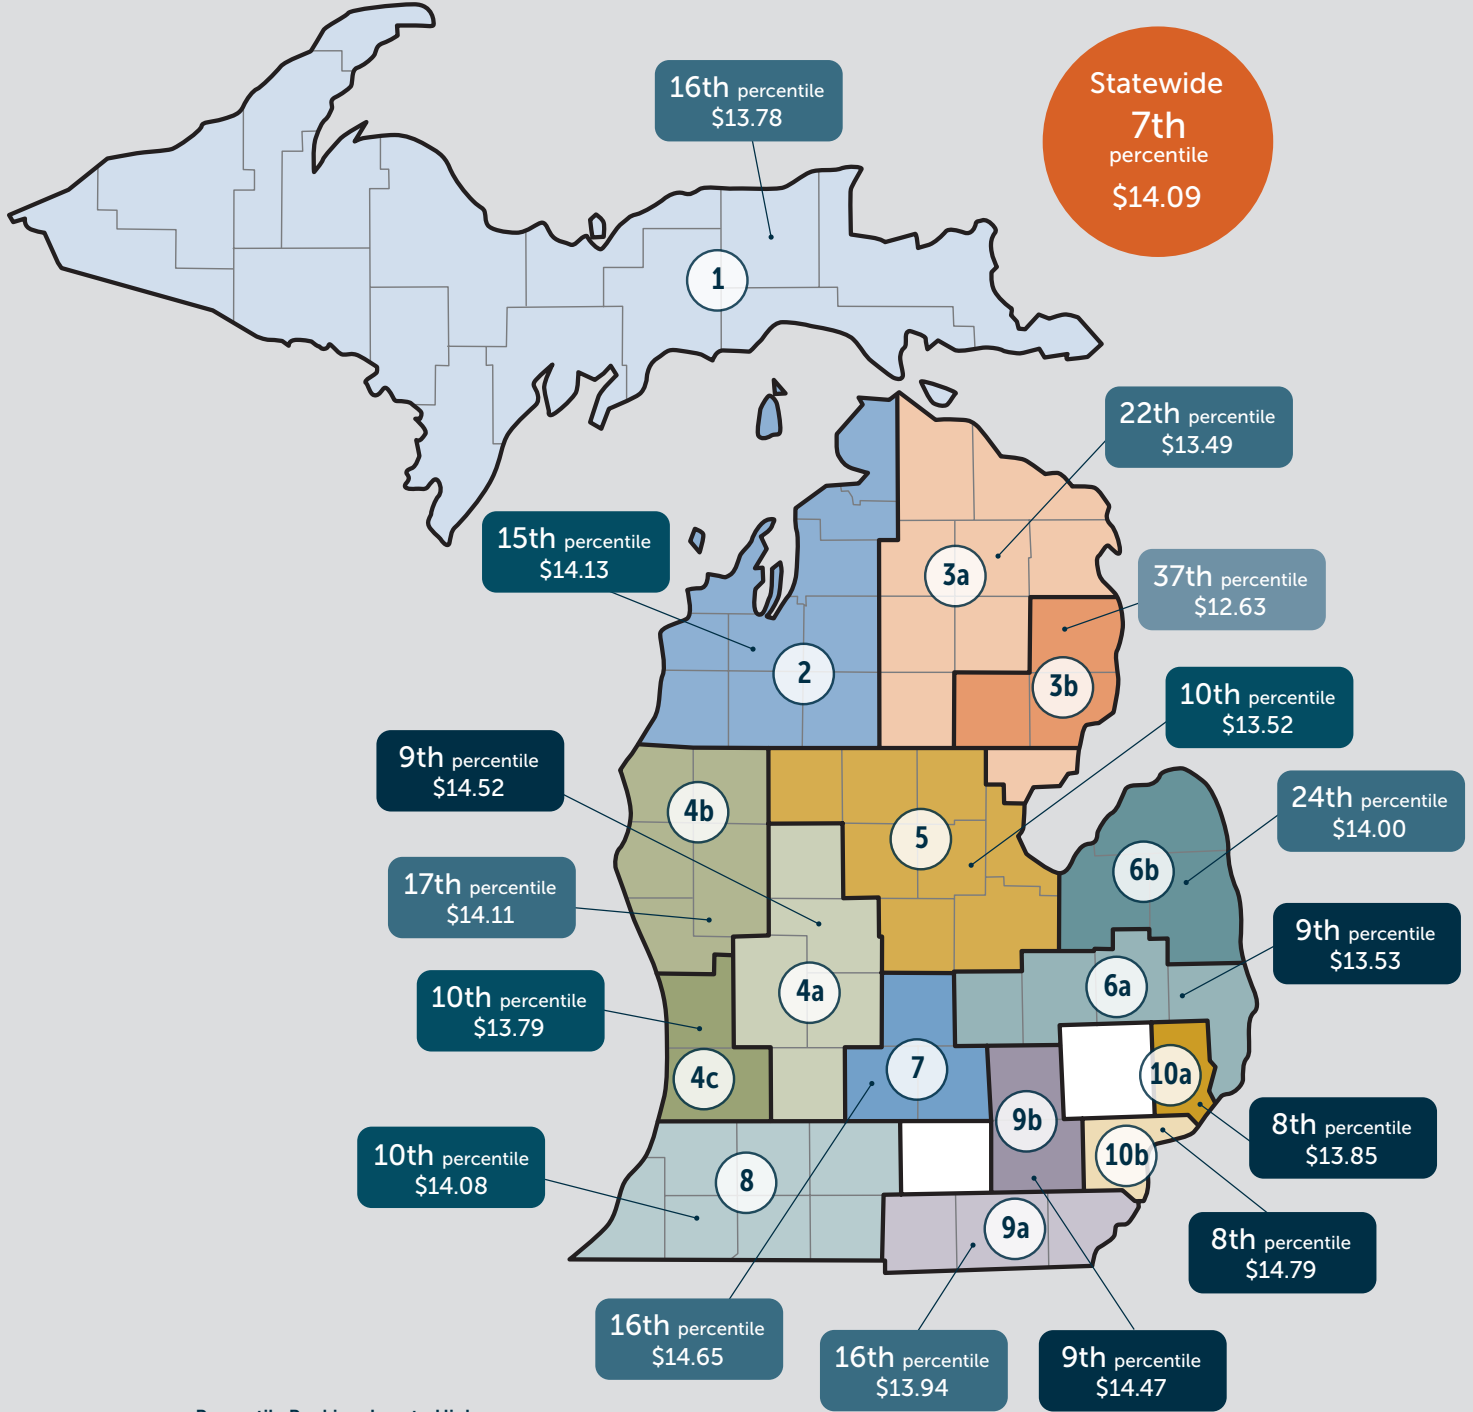 Statewide
7th
percentile
$14.09
16th percentile
$13.78
1
22th percentile
$13.49
15th percentile
$14.13
3a
37th percentile
$12.63
2
3b
10th percentile
$13.52
9th percentile
$14.52
4b
5
24th percentile
$14.00
6b
17th percentile
$14.11
9th percentile
$13.53
4a
6a
10th percentile
$13.79
7
10a
4c
9b
8th percentile
$13.85
10th percentile
$14.08
10b
8
9a
8th percentile
$14.79
16th percentile
$14.65
16th percentile
$13.94
9th percentile
$14.47